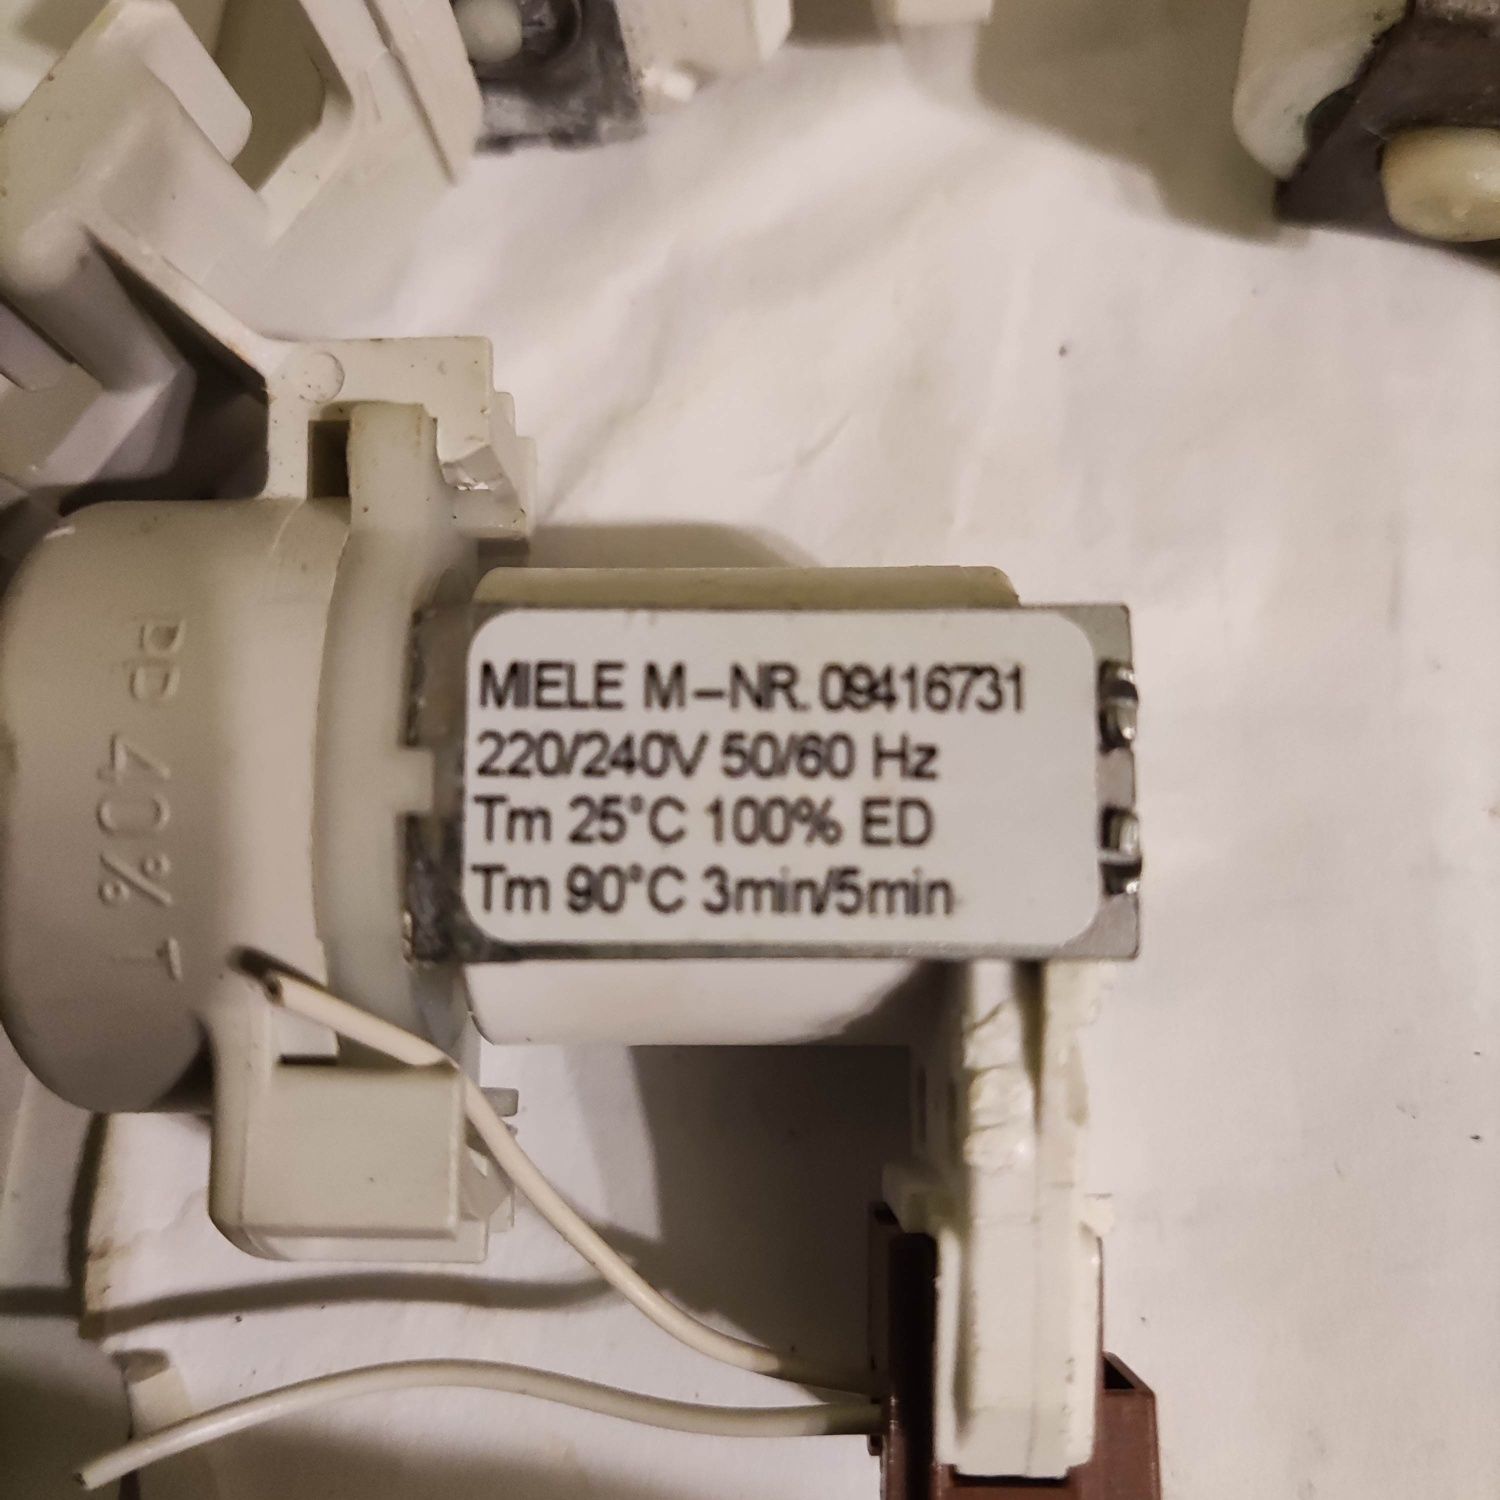 MIELE M-NR. 09416731
220/240V 50/60 Hz
Tm 25°C 100% ED
Tm 90°C 3min/5min
PP 40% T